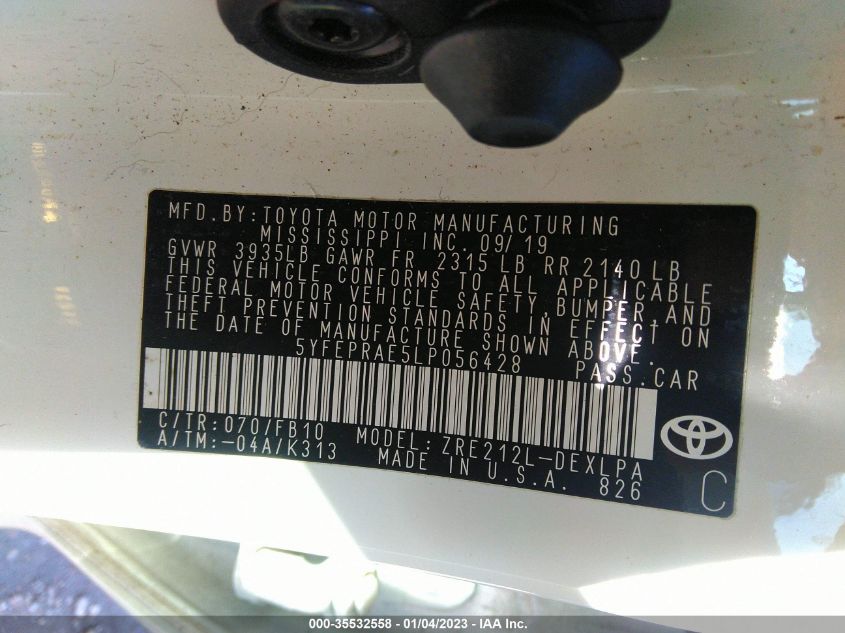 MFD.BY:TOYOTA MOTOR MANUFACTURING
MISSISSIPPI INC. 09/19
GVWR 3935LB GAWR FR 2315 LB RR 2140 LB
THIS VEHICLE CONFORMS TO ALL APPLICABLE
FEDERAL MOTOR VEHICLE SAFETY, BUMPER, AND
THEFT PREVENTION STANDARDS IN EFFECT ON
THE DATE OF MANUFACTURE SHOWN ABOVE.
5YFEPRAE5LP056428 PASS.CAR
C/TR:070/FB10 MODEL:ZRE212L-DEXLPA
A/TM:-04A/K313 MADE IN U.S.A. 826
C
000-35532558 - 01/04/2023 - IAA Inc.